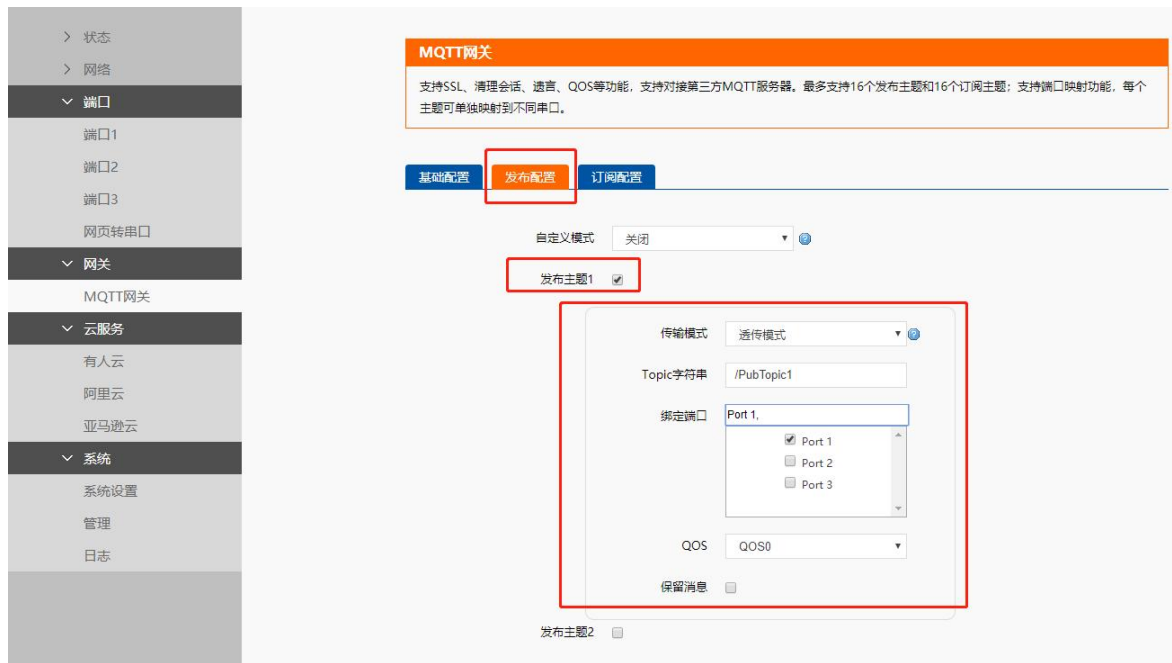 状态
网络
端口
端口1
端口2
端口3
网页转串口
网关
MQTT网关
云服务
有人云
阿里云
亚马逊云
系统
系统设置
管理
日志
MQTT网关
支持SSL、清理会话、遗言、QOS等功能，支持对接第三方MQTT服务器。最多支持16个发布主题和16个订阅主题；支持端口映射功能，每个
主题可单独映射到不同串口。
基础配置 发布配置 订阅配置
自定义模式 关闭
发布主题1
传输模式 透传模式
Topic字符串 /PubTopic1
绑定端口 Port 1,
Port 1
Port 2
Port 3
QOS QOS0
保留消息
发布主题2